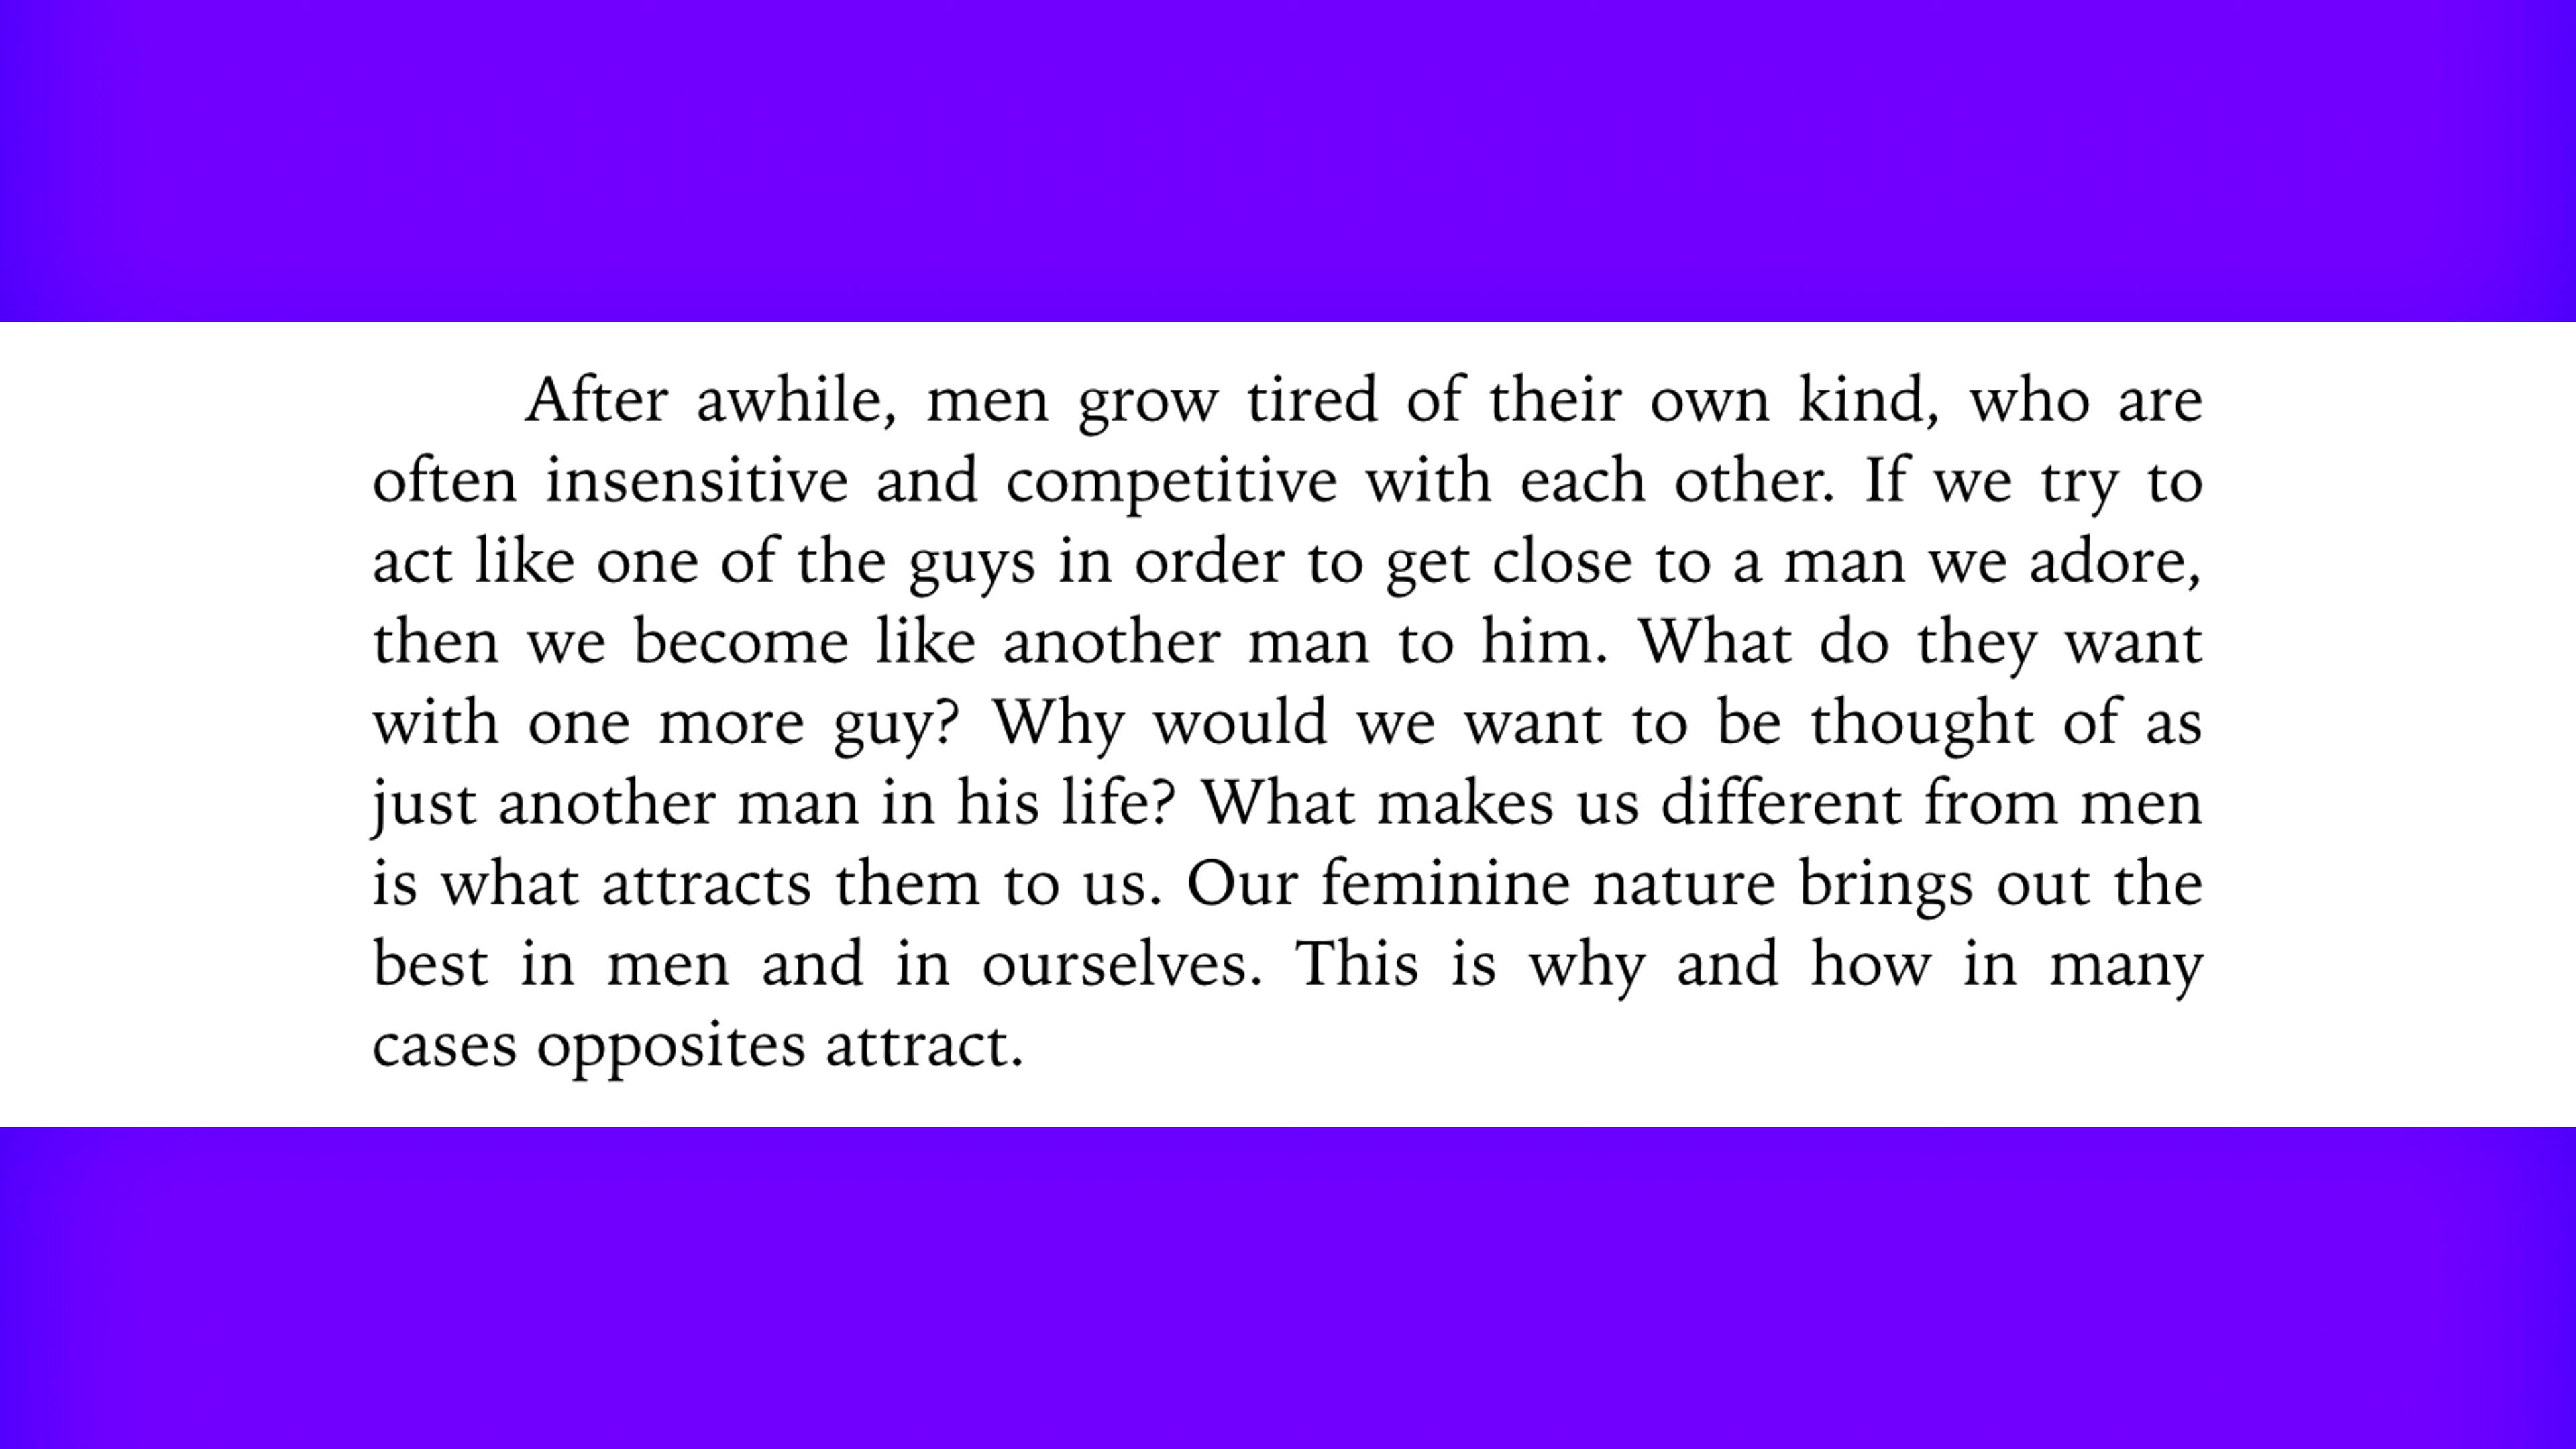 After awhile, men grow tired of their own kind, who are
often insensitive and competitive with each other. If we try to
act like one of the guys in order to get close to a man we adore,
then we become like another man to him. What do they want
with one more guy? Why would we want to be thought of as
just another man in his life? What makes us different from men
is what attracts them to us. Our feminine nature brings out the
best in men and in ourselves. This is why and how in many
cases opposites attract.